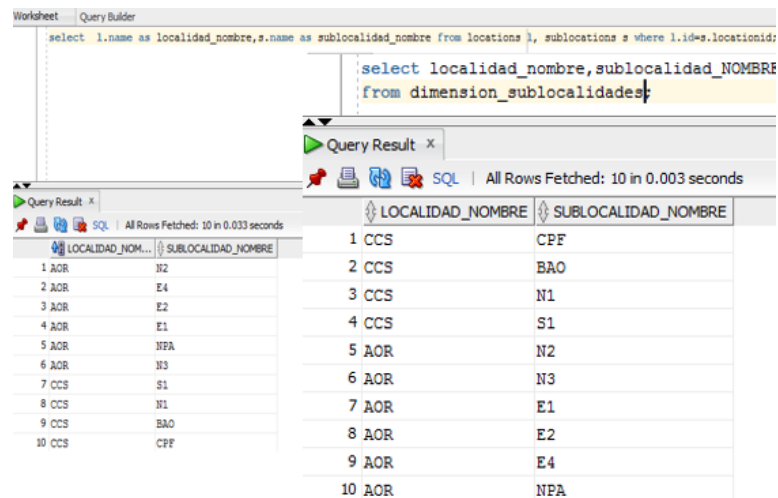 Worksheet Query Builder
select l.name as localidad_nombre,s.name as sublocalidad_nombre from locations l, sublocations s where l.id=s.locationid;
select localidad_nombre,sublocalidad_NOMBRE
from dimension_sublocalidades;
Query Result x
SQL | All Rows Fetched: 10 in 0.003 seconds
LOCALIDAD_NOMBRE SUBLOCALIDAD_NOMBRE
1 CCS CPF
2 CCS BAO
3 CCS N1
4 CCS S1
5 AOR N2
6 AOR N3
7 AOR E1
8 AOR E2
9 AOR E4
10 AOR NPA
Query Result x
SQL | All Rows Fetched: 10 in 0.033 seconds
LOCALIDAD_NOM... SUBLOCALIDAD_NOMBRE
1 AOR N2
2 AOR E4
3 AOR E2
4 AOR E1
5 AOR NPA
6 AOR N3
7 CCS S1
8 CCS N1
9 CCS BAO
10 CCS CPF